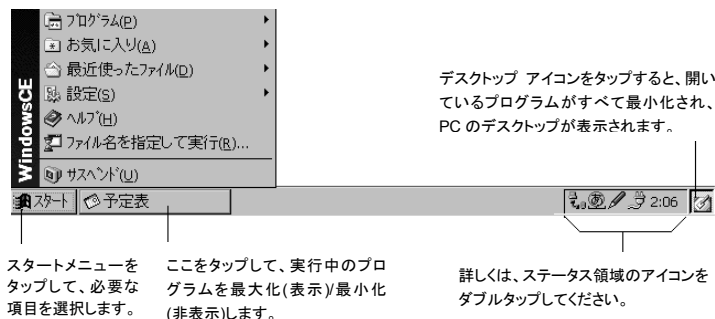 WindowsCE
プログラム(P)
お気に入り(A)
最近使ったファイル(D)
設定(S)
ヘルプ(H)
ファイル名を指定して実行(R)...
サスペンド(U)
スタート
予定表
あ
2:06
デスクトップ アイコンをタップすると、開い
ているプログラムがすべて最小化され、
PC のデスクトップが表示されます。
スタートメニューを
タップして、必要な
項目を選択します。
ここをタップして、実行中のプロ
グラムを最大化(表示)/最小化
(非表示)します。
詳しくは、ステータス領域のアイコンを
ダブルタップしてください。